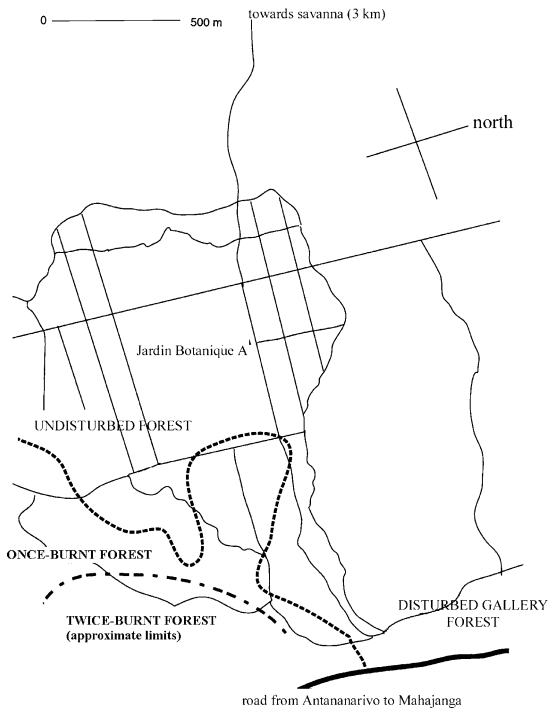 towards savanna (3 km)
0 500 m
north
Jardin Botanique A
UNDISTURBED FOREST
ONCE-BURNT FOREST
TWICE-BURNT FOREST
(approximate limits)
DISTURBED GALLERY
FOREST
road from Antananarivo to Mahajanga